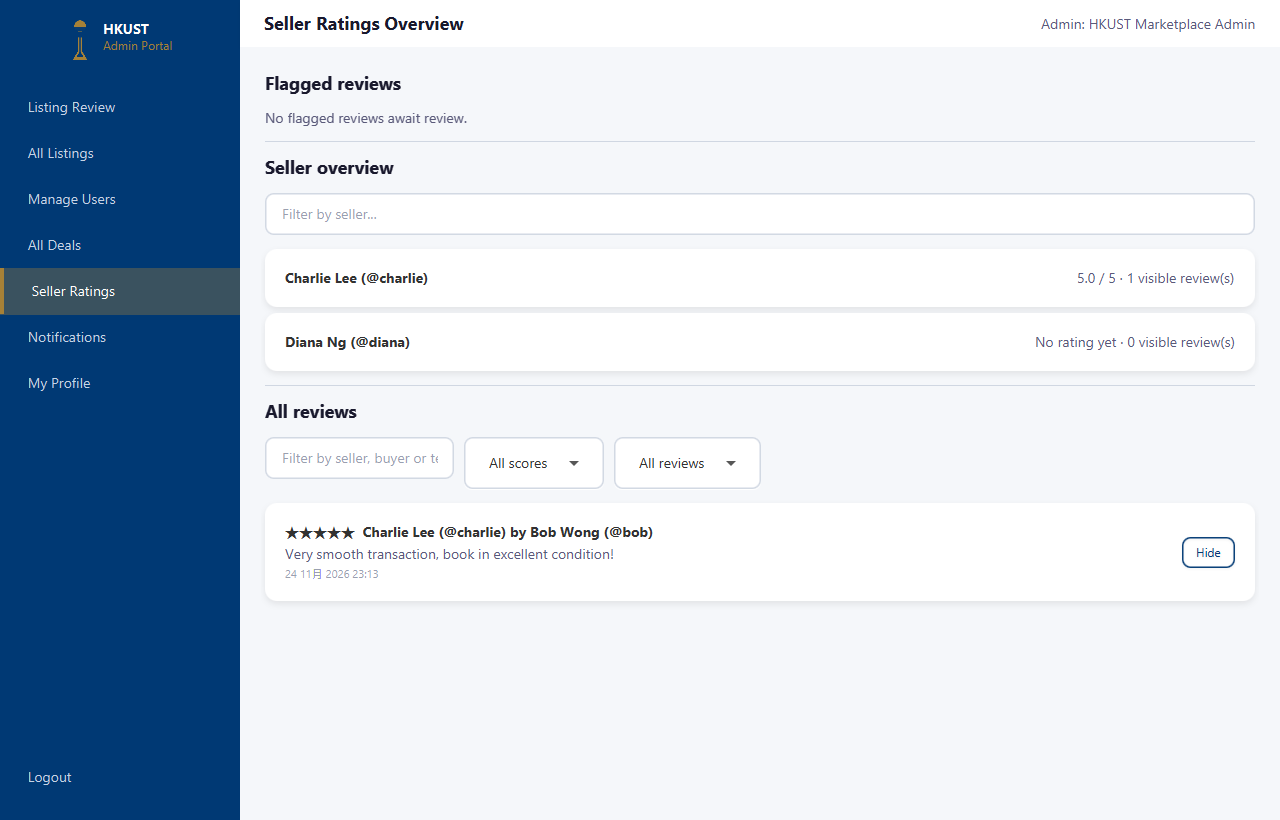 HKUST
Admin Portal
Listing Review
All Listings
Manage Users
All Deals
Seller Ratings
Notifications
My Profile
Logout
Seller Ratings Overview
Admin: HKUST Marketplace Admin
Flagged reviews
No flagged reviews await review.
Seller overview
Filter by seller...
Charlie Lee (@charlie)
5.0 / 5 · 1 visible review(s)
Diana Ng (@diana)
No rating yet · 0 visible review(s)
All reviews
Filter by seller, buyer or te
All scores
All reviews
★★★★★ Charlie Lee (@charlie) by Bob Wong (@bob)
Very smooth transaction, book in excellent condition!
24 11月 2026 23:13
Hide